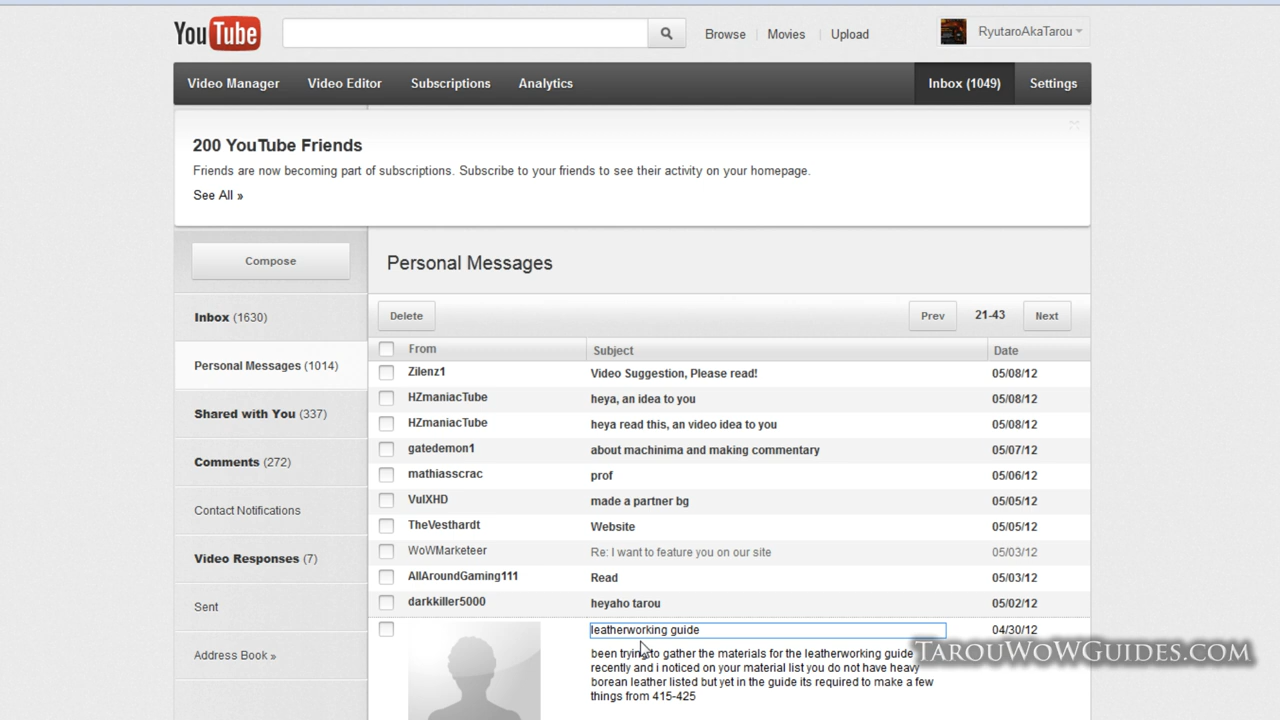 YouTube
Browse
Movies
Upload
RyutaroAkaTarou
Video Manager
Video Editor
Subscriptions
Analytics
Inbox (1049)
Settings
200 YouTube Friends
Friends are now becoming part of subscriptions. Subscribe to your friends to see their activity on your homepage.
See All »
Compose
Personal Messages
Inbox (1630)
Personal Messages (1014)
Shared with You (337)
Comments (272)
Contact Notifications
Video Responses (7)
Sent
Address Book »
Delete
Prev
21-43
Next
From Subject Date
Zilenz1 Video Suggestion, Please read! 05/08/12
HZmaniacTube heya, an idea to you 05/08/12
HZmaniacTube heya read this, an video idea to you 05/08/12
gatedemon1 about machinima and making commentary 05/07/12
mathiasscrac prof 05/06/12
VulXHD made a partner bg 05/05/12
TheVesthardt Website 05/05/12
WoWMarketeer Re: I want to feature you on our site 05/03/12
AllAroundGaming111 Read 05/03/12
darkkiller5000 heyaho tarou 05/02/12
leatherworking guide 04/30/12
been trying to gather the materials for the leatherworking guide
recently and i noticed on your material list you do not have heavy
borean leather listed but yet in the guide its required to make a few
things from 415-425
TarouWoWGuides.com